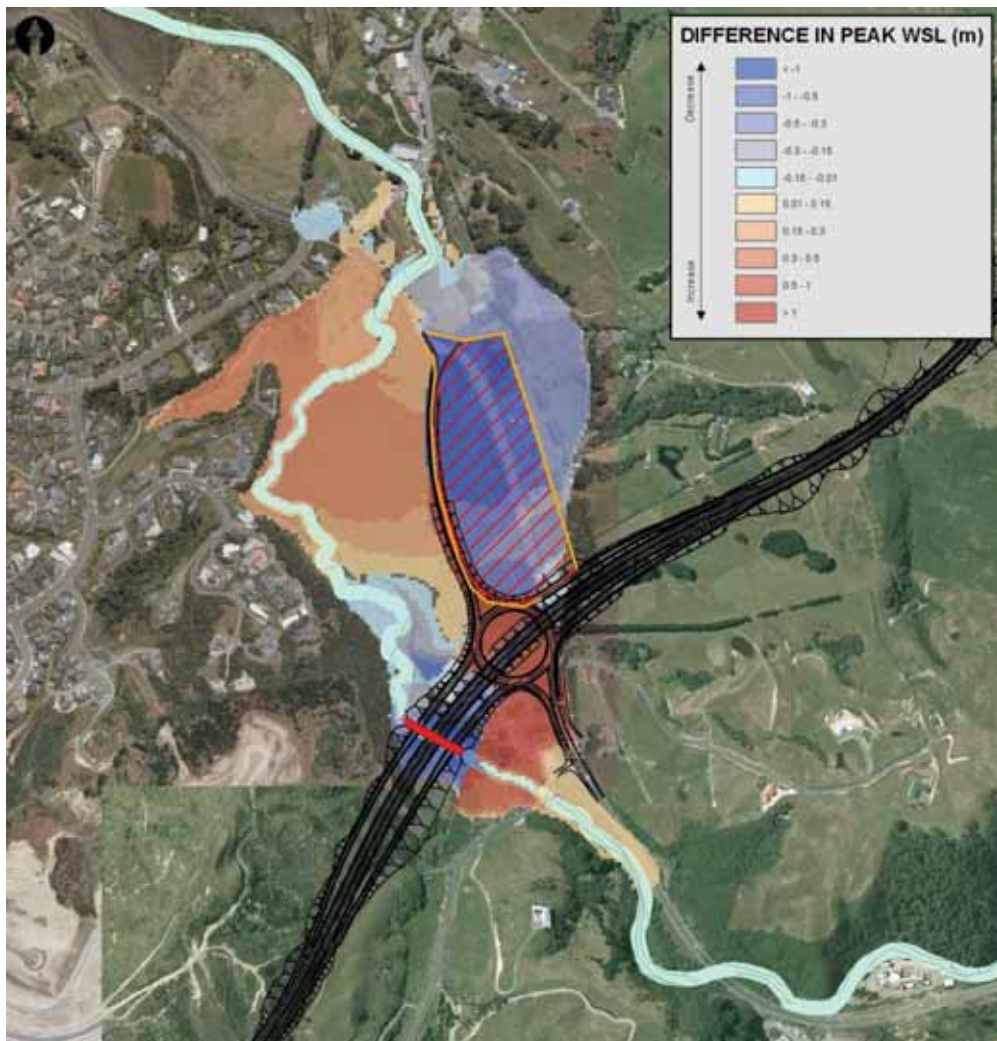 DIFFERENCE IN PEAK WSL (m)
Decrease
< -1
-1 - -0.5
-0.5 - -0.3
-0.3 - -0.15
-0.15 - -0.01
0.01 - 0.15
0.15 - 0.3
0.3 - 0.5
0.5 - 1
> 1
Increase